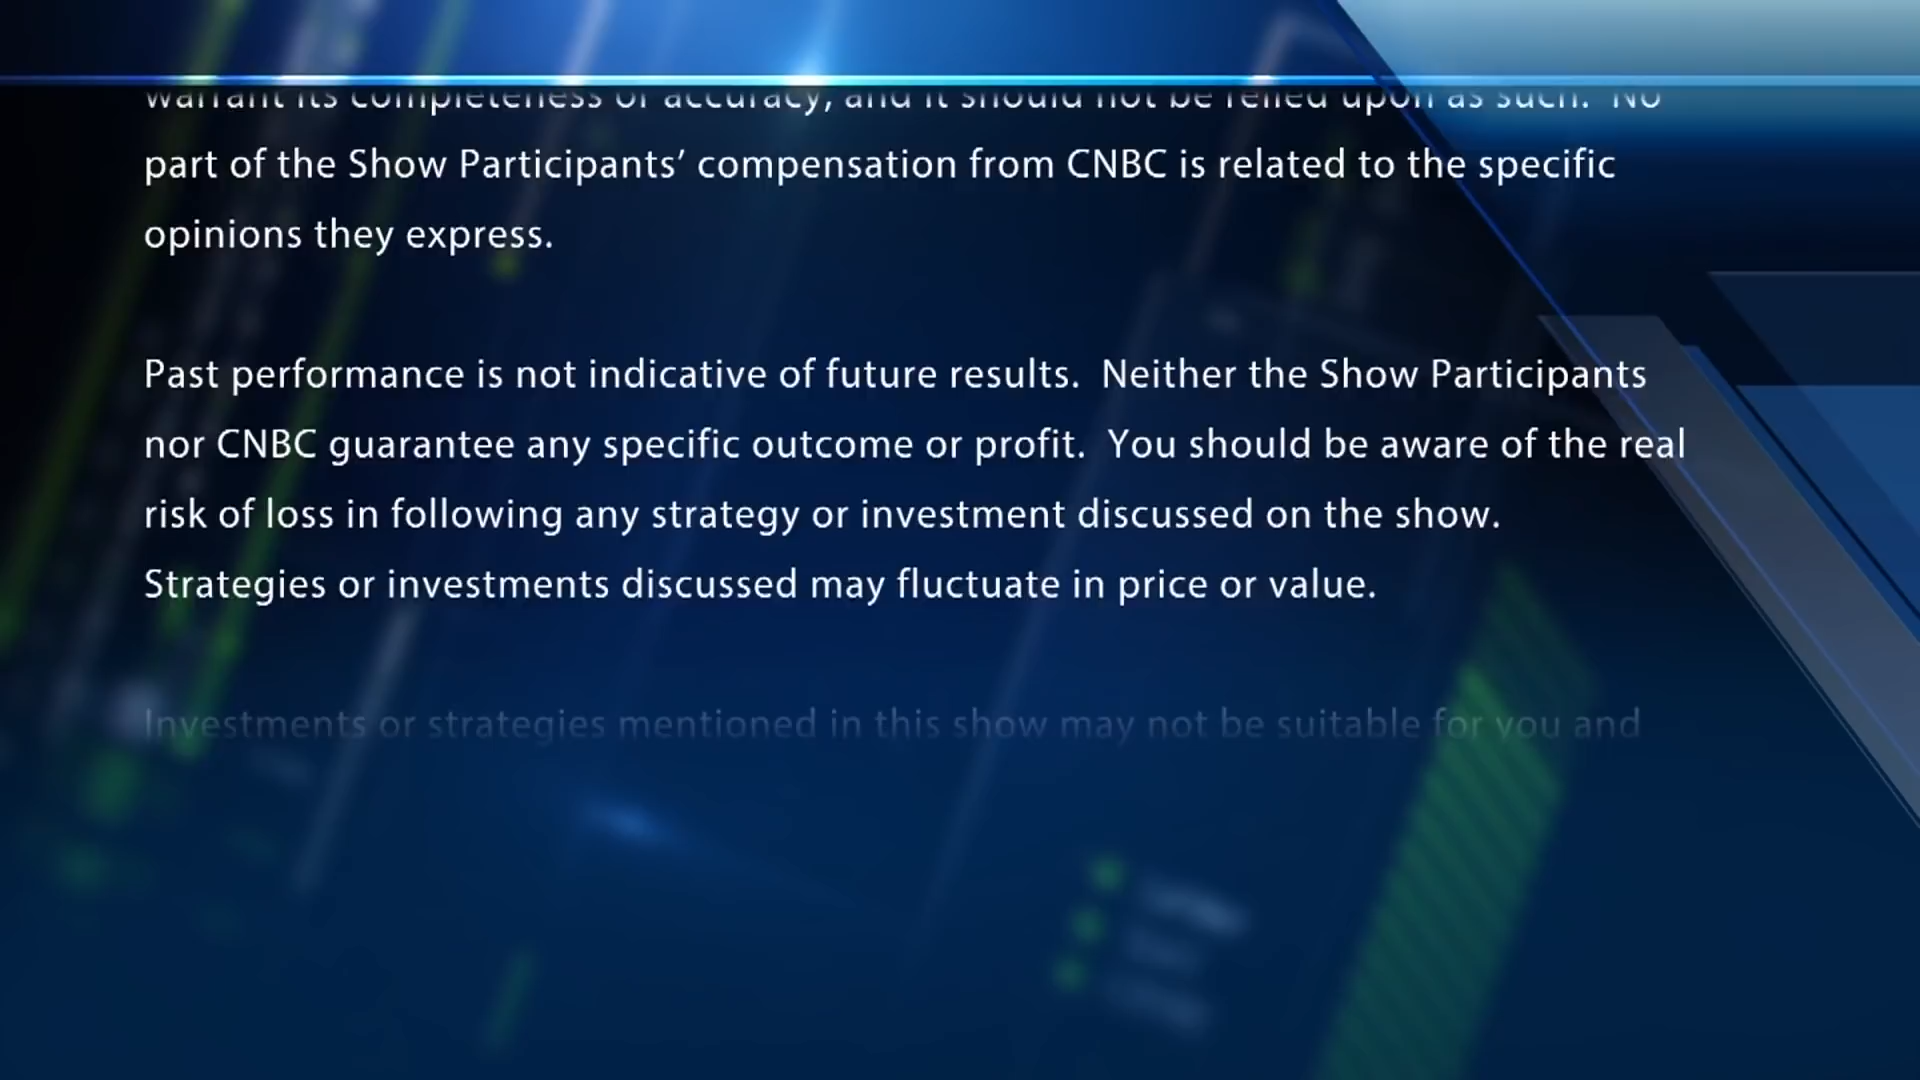 warrant its completeness or accuracy, and it should not be relied upon as such. No
part of the Show Participants’ compensation from CNBC is related to the specific
opinions they express.
Past performance is not indicative of future results. Neither the Show Participants
nor CNBC guarantee any specific outcome or profit. You should be aware of the real
risk of loss in following any strategy or investment discussed on the show.
Strategies or investments discussed may fluctuate in price or value.
Investments or strategies mentioned in this show may not be suitable for you and